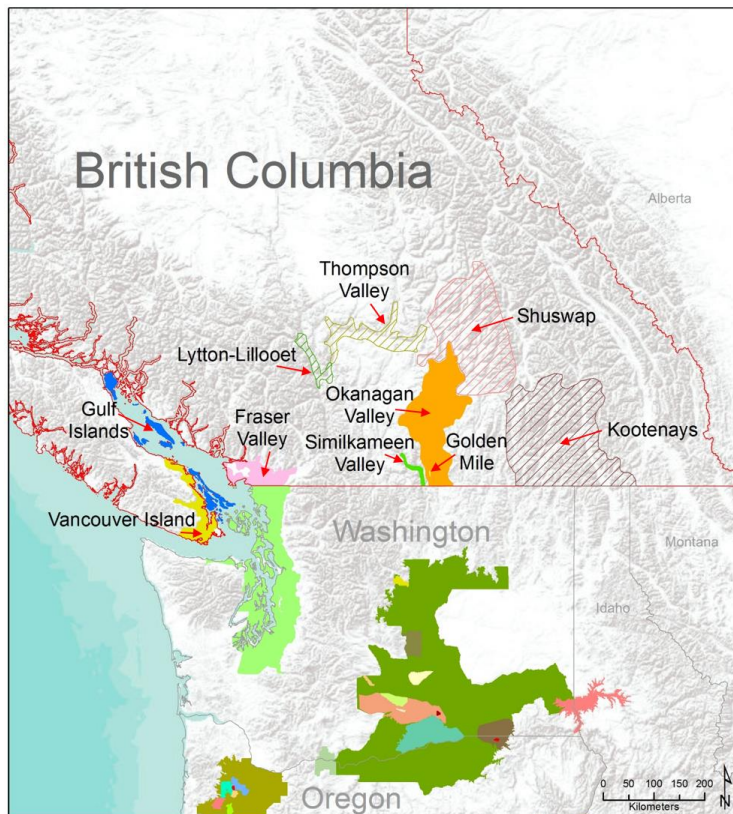 British Columbia
Alberta
Thompson
Valley
Shuswap
Lytton-Lillooet
Okanagan
Valley
Gulf
Islands
Fraser
Valley
Similkameen
Valley
Golden
Mile
Kootenays
Vancouver Island
Washington
Montana
Idaho
Oregon
0 50 100 150 200
Kilometers
N